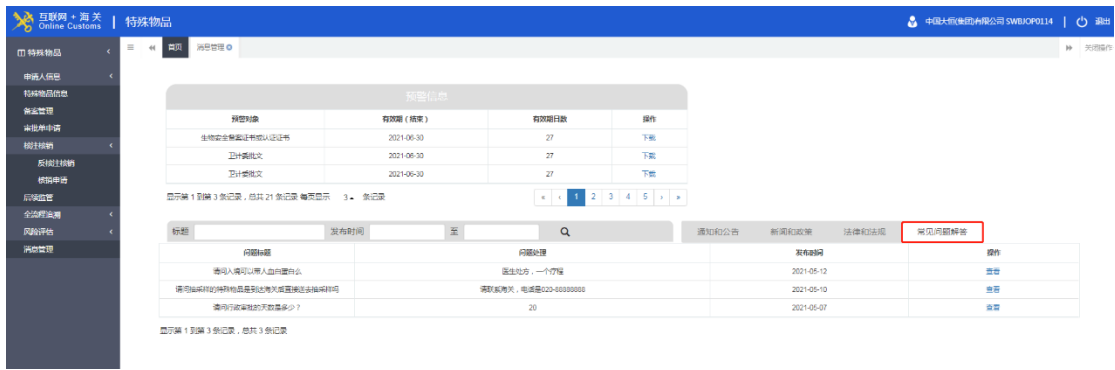 互联网 + 海 关
Online Customs
特殊物品
中国大恒(集团)有限公司 SWBJOP0114 | 退出
特殊物品
首页 消息管理
关闭操作
申请人信息
特殊物品信息
备案管理
审批单申请
核注核销
反核注核销
核销申请
后续监管
全流程追溯
风险评估
消息管理
预警信息
预警对象 有效期（结束） 有效期日数 操作
生物安全备案证书或认证证书 2021-06-30 27 下载
卫计委批文 2021-06-30 27 下载
卫计委批文 2021-06-30 27 下载
显示第 1 到第 3 条记录，总共 21 条记录 每页显示 3 条记录
« ‹ 1 2 3 4 5 › »
标题 发布时间 至 通知和公告 新闻和政策 法律和法规 常见问题解答
问题标题 问题处理 发布时间 操作
请问入境可以带人血白蛋白么 医生处方，一个疗程 2021-05-12 查看
请问抽采样的特殊物品是到达海关后直接送去抽采样吗 请联系海关，电话是020-88888888 2021-05-10 查看
请问行政审批的天数是多少？ 20 2021-05-07 查看
显示第 1 到第 3 条记录，总共 3 条记录